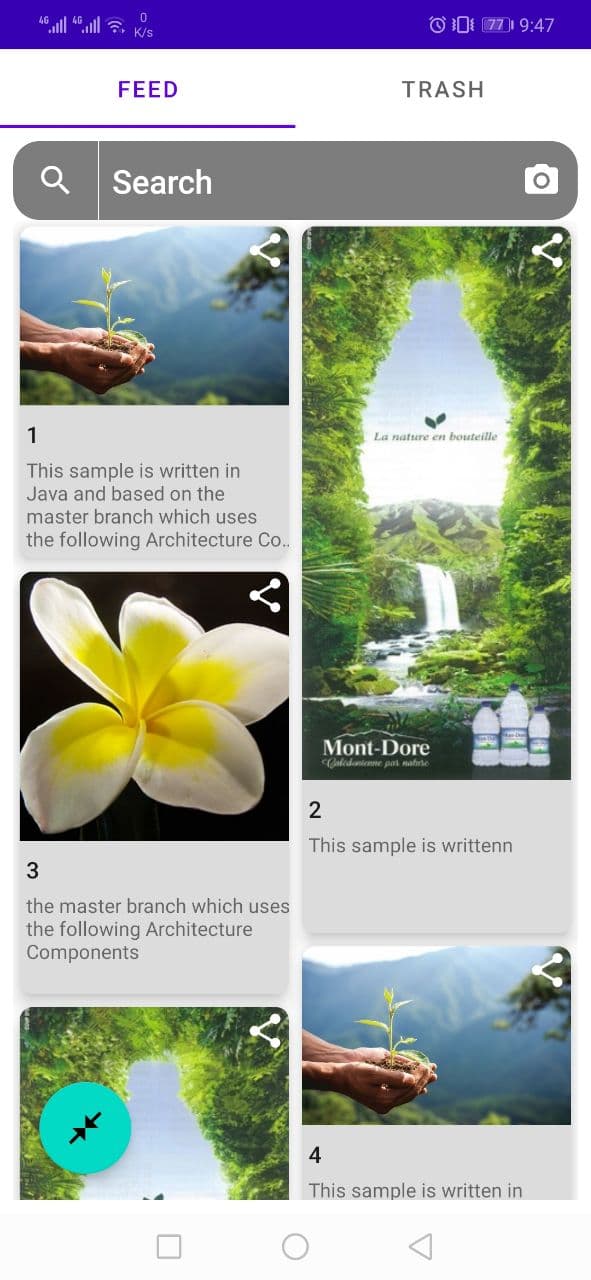 4G 4G 0 K/s 77 9:47
FEED TRASH
Search
1
This sample is written in
Java and based on the
master branch which uses
the following Architecture Co..
La nature en bouteille
Mont-Dore
Calédonienne par nature
2
This sample is writtenn
3
the master branch which uses
the following Architecture
Components
4
This sample is written in